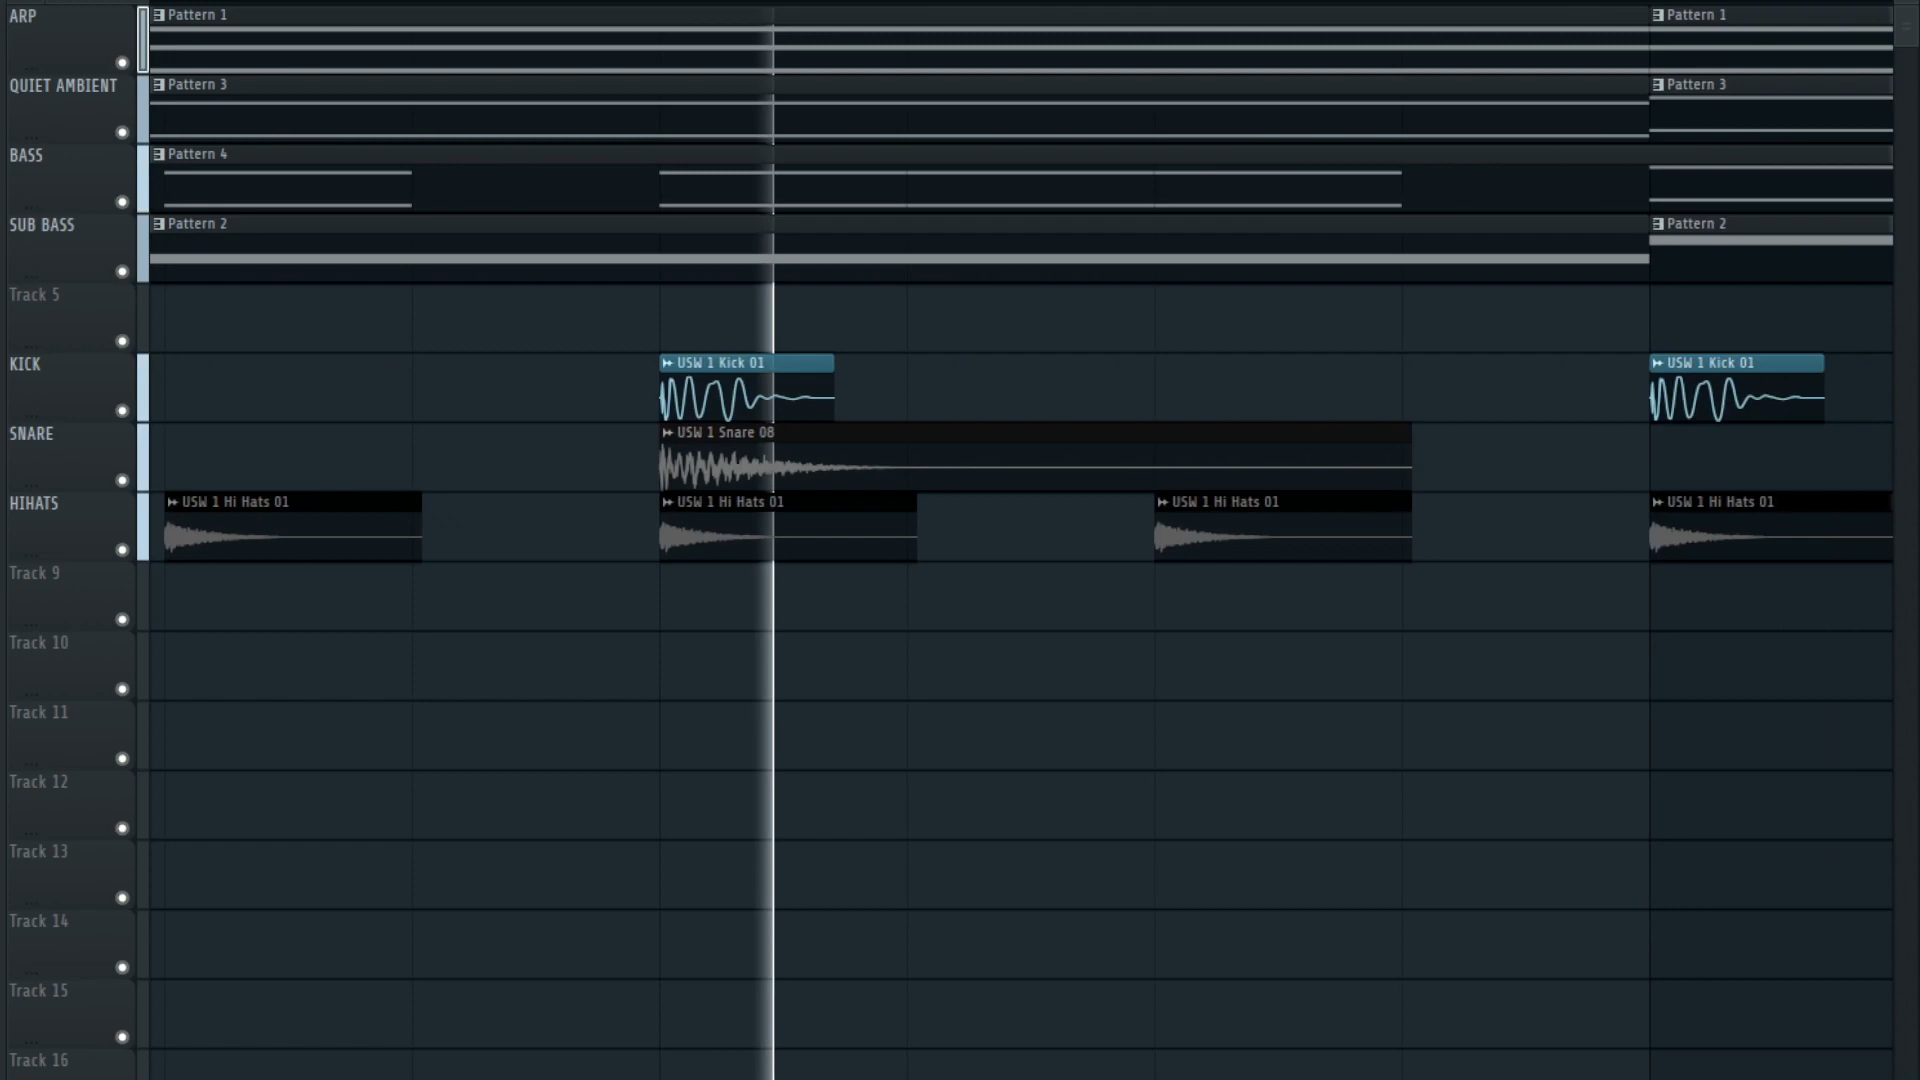 ARP
Pattern 1
Pattern 1
QUIET AMBIENT
Pattern 3
Pattern 3
BASS
Pattern 4
SUB BASS
Pattern 2
Pattern 2
Track 5
KICK
USW 1 Kick 01
USW 1 Kick 01
SNARE
USW 1 Snare 08
HIHATS
USW 1 Hi Hats 01
USW 1 Hi Hats 01
USW 1 Hi Hats 01
USW 1 Hi Hats 01
Track 9
Track 10
Track 11
Track 12
Track 13
Track 14
Track 15
Track 16